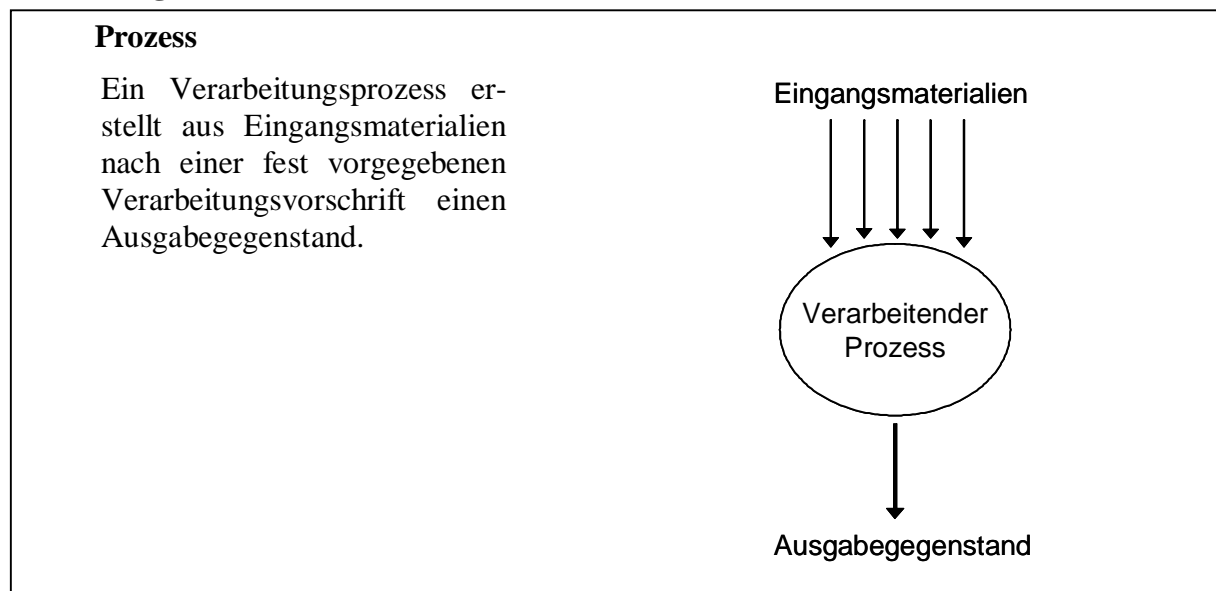 Prozess
Ein Verarbeitungsprozess er-
stellt aus Eingangsmaterialien
nach einer fest vorgegebenen
Verarbeitungsvorschrift einen
Ausgabegegenstand.
Eingangsmaterialien
Verarbeitender
Prozess
Ausgabegegenstand